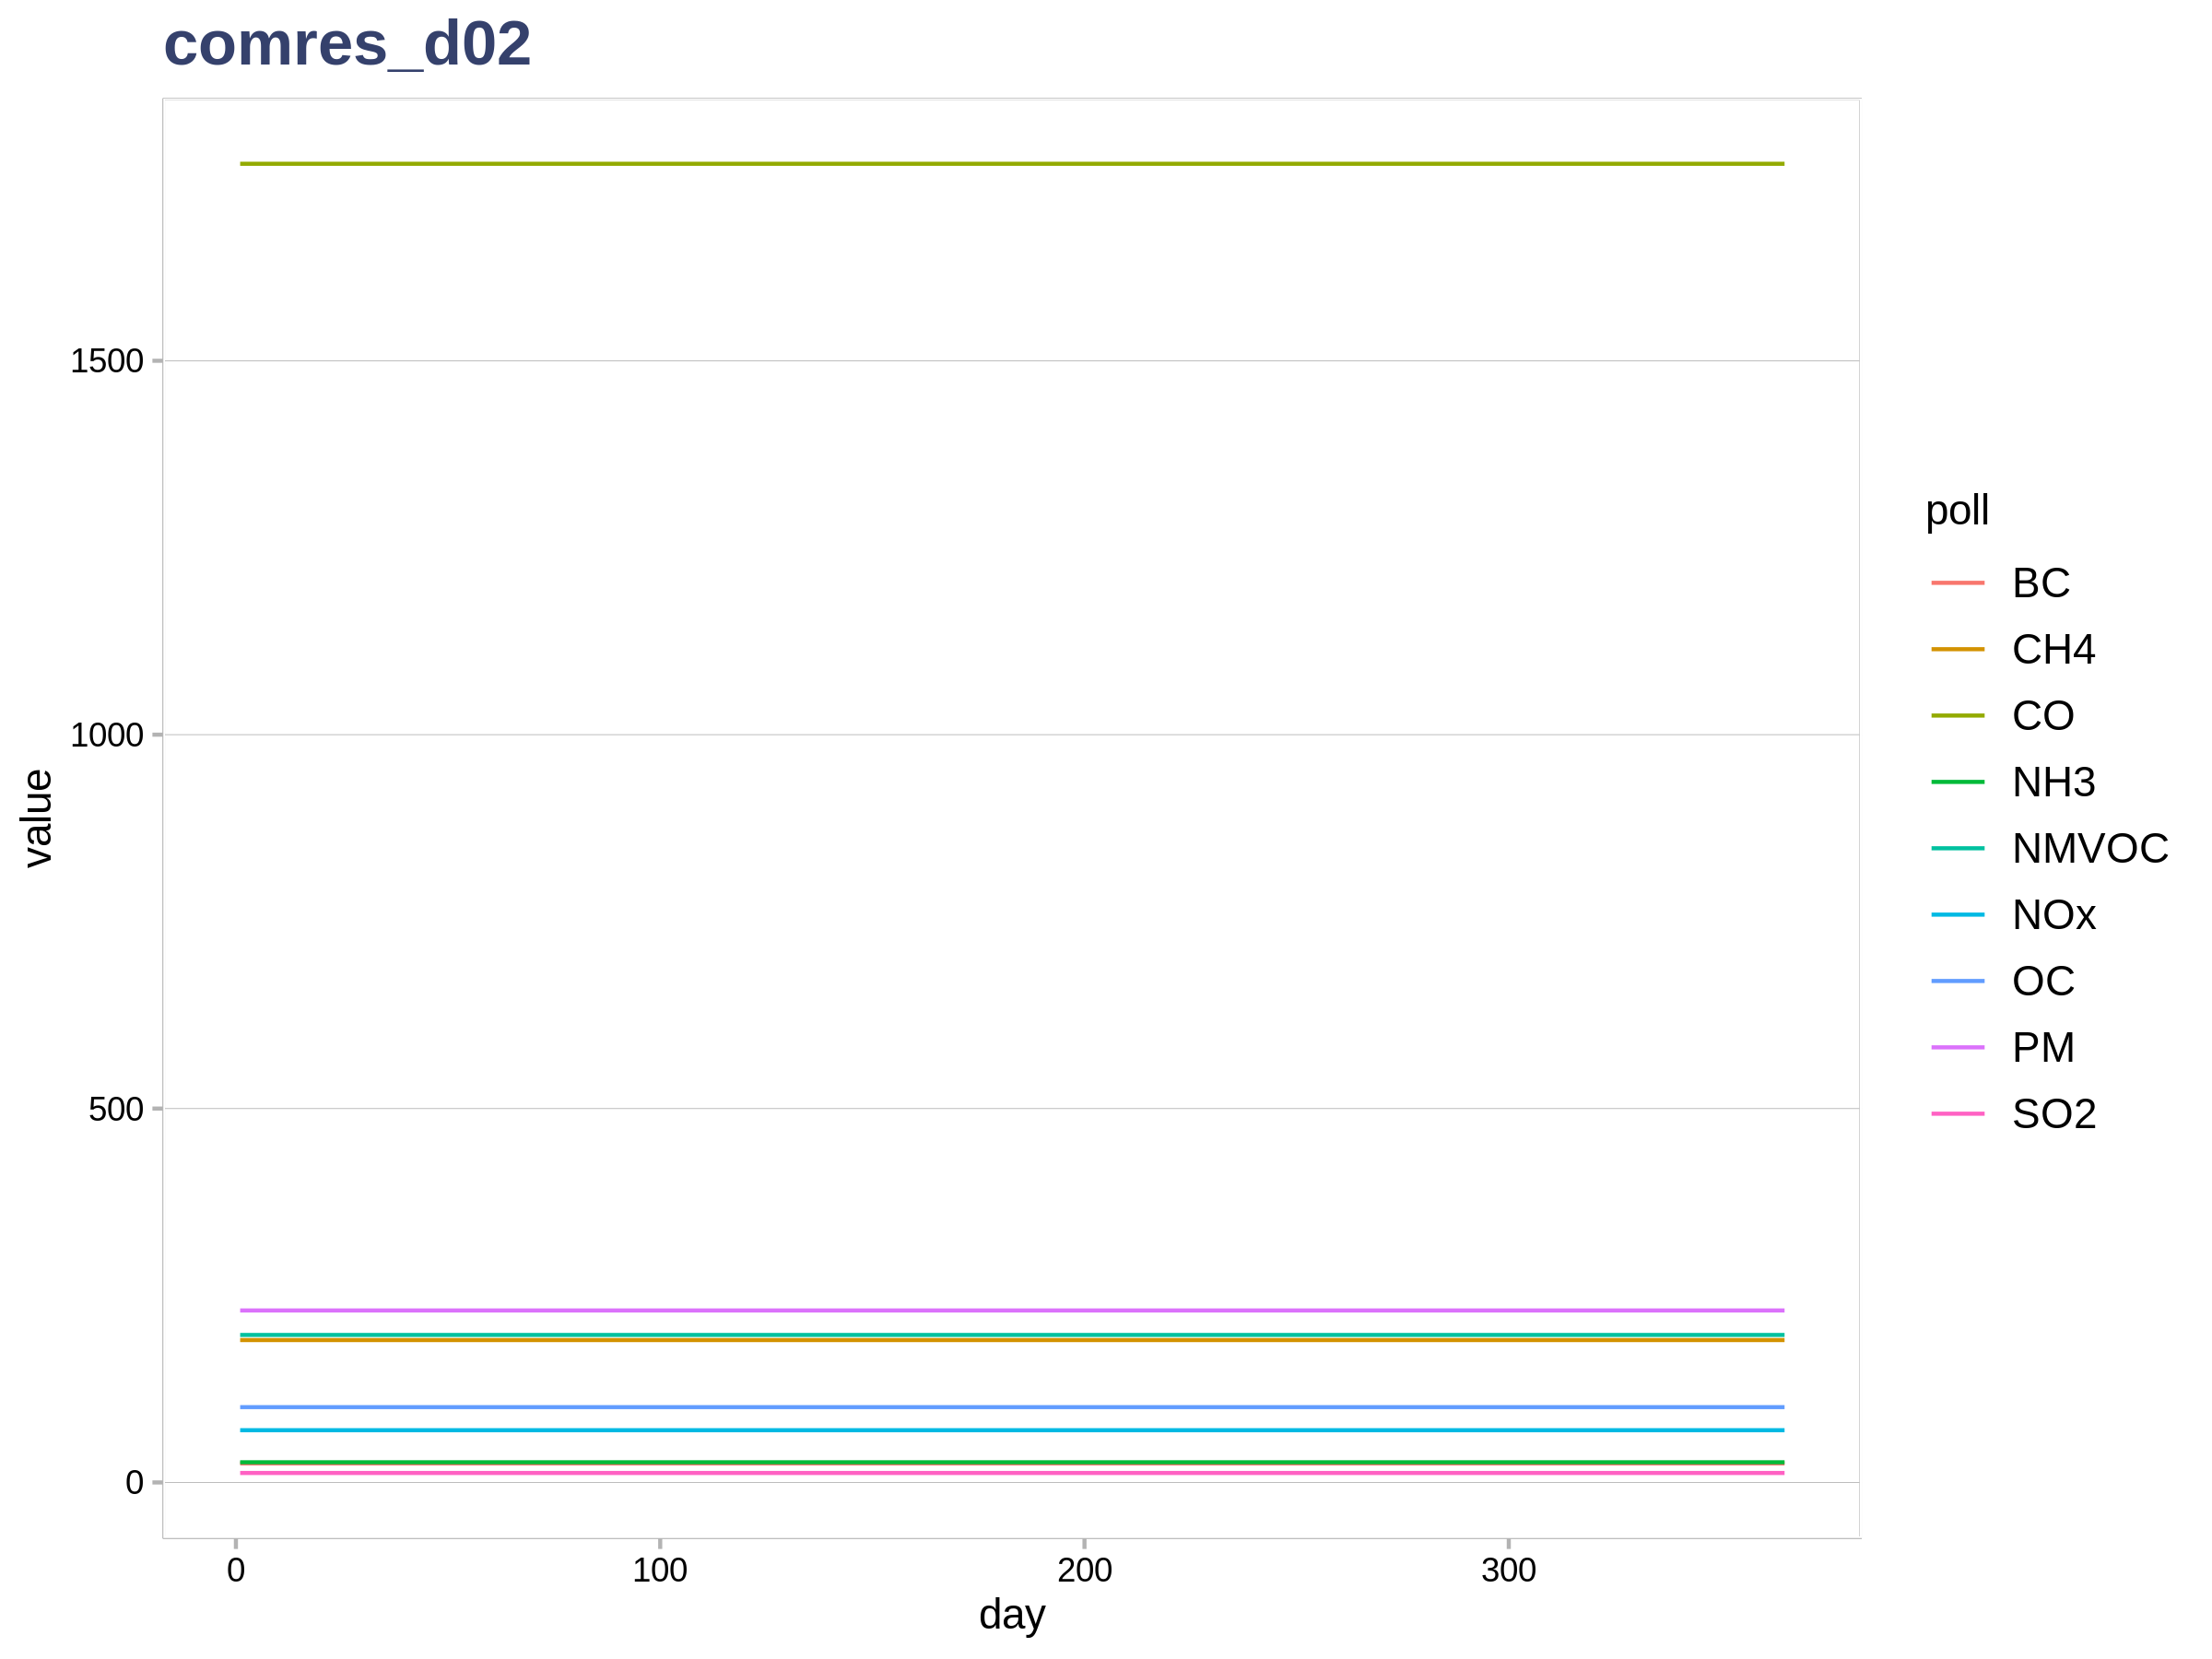 comres_d02
1500
1000
500
0
value
0 100 200 300
day
poll
BC
CH4
CO
NH3
NMVOC
NOx
OC
PM
SO2